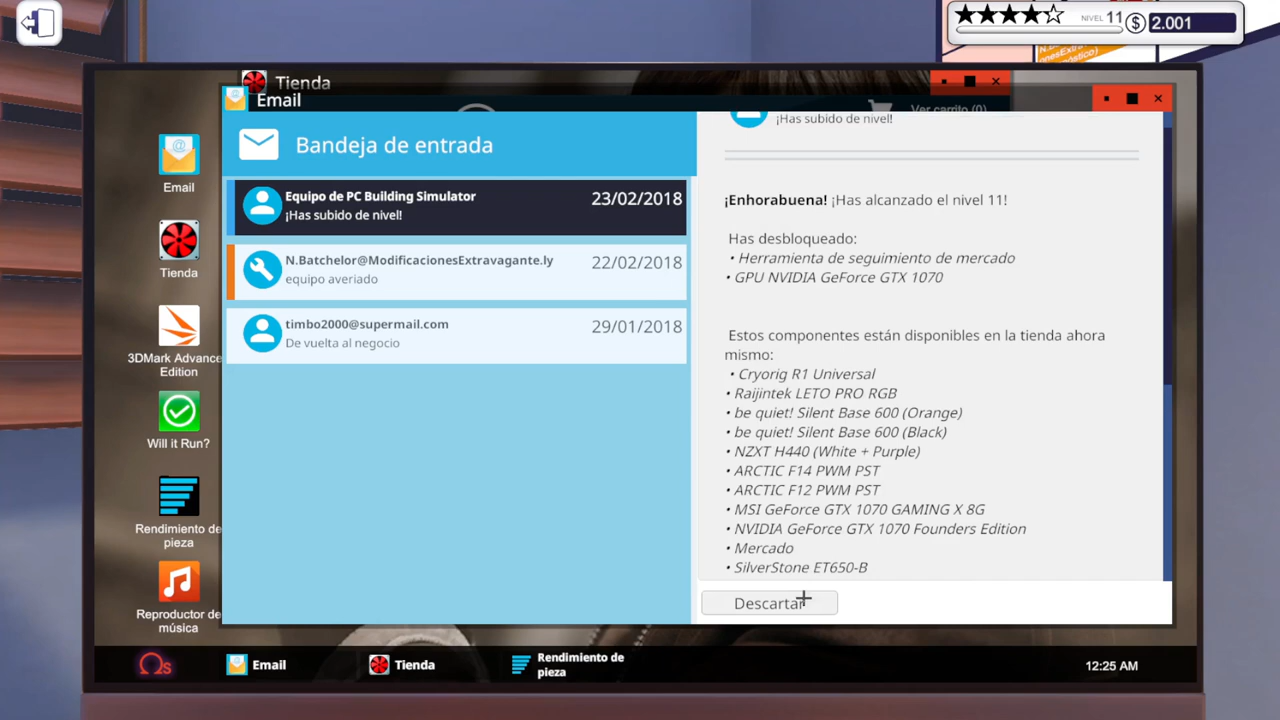 NIVEL 11
$ 2.001
Tienda
Ver carrito (0)
Email
Bandeja de entrada
Equipo de PC Building Simulator
23/02/2018
¡Has subido de nivel!
N.Batchelor@ModificacionesExtravagante.ly
22/02/2018
equipo averiado
timbo2000@supermail.com
29/01/2018
De vuelta al negocio
¡Has subido de nivel!
¡Enhorabuena! ¡Has alcanzado el nivel 11!
Has desbloqueado:
• Herramienta de seguimiento de mercado
• GPU NVIDIA GeForce GTX 1070
Estos componentes están disponibles en la tienda ahora
mismo:
• Cryorig R1 Universal
• Raijintek LETO PRO RGB
• be quiet! Silent Base 600 (Orange)
• be quiet! Silent Base 600 (Black)
• NZXT H440 (White + Purple)
• ARCTIC F14 PWM PST
• ARCTIC F12 PWM PST
• MSI GeForce GTX 1070 GAMING X 8G
• NVIDIA GeForce GTX 1070 Founders Edition
• Mercado
• SilverStone ET650-B
Descartar
Email
Tienda
3DMark Advance
Edition
Will it Run?
Rendimiento de
pieza
Reproductor de
música
Os
Email
Tienda
Rendimiento de
pieza
12:25 AM